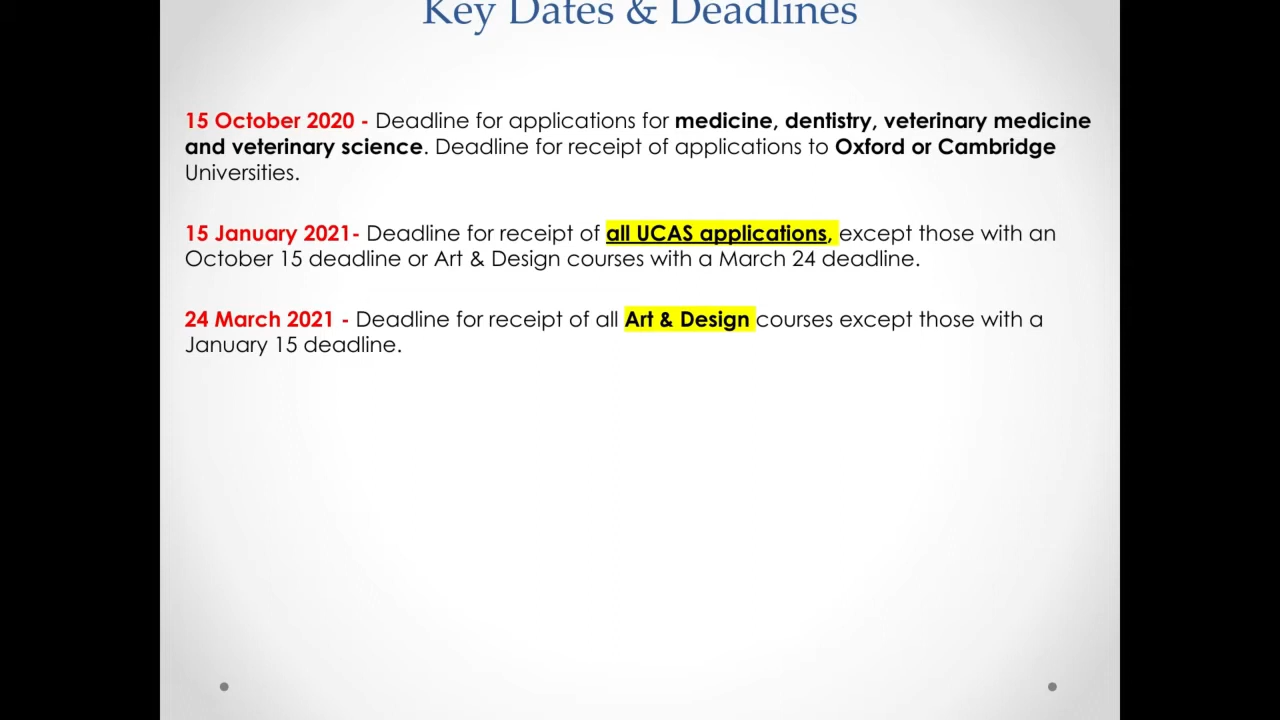 Key Dates & Deadlines
15 October 2020 - Deadline for applications for medicine, dentistry, veterinary medicine
and veterinary science. Deadline for receipt of applications to Oxford or Cambridge
Universities.
15 January 2021- Deadline for receipt of all UCAS applications, except those with an
October 15 deadline or Art & Design courses with a March 24 deadline.
24 March 2021 - Deadline for receipt of all Art & Design courses except those with a
January 15 deadline.